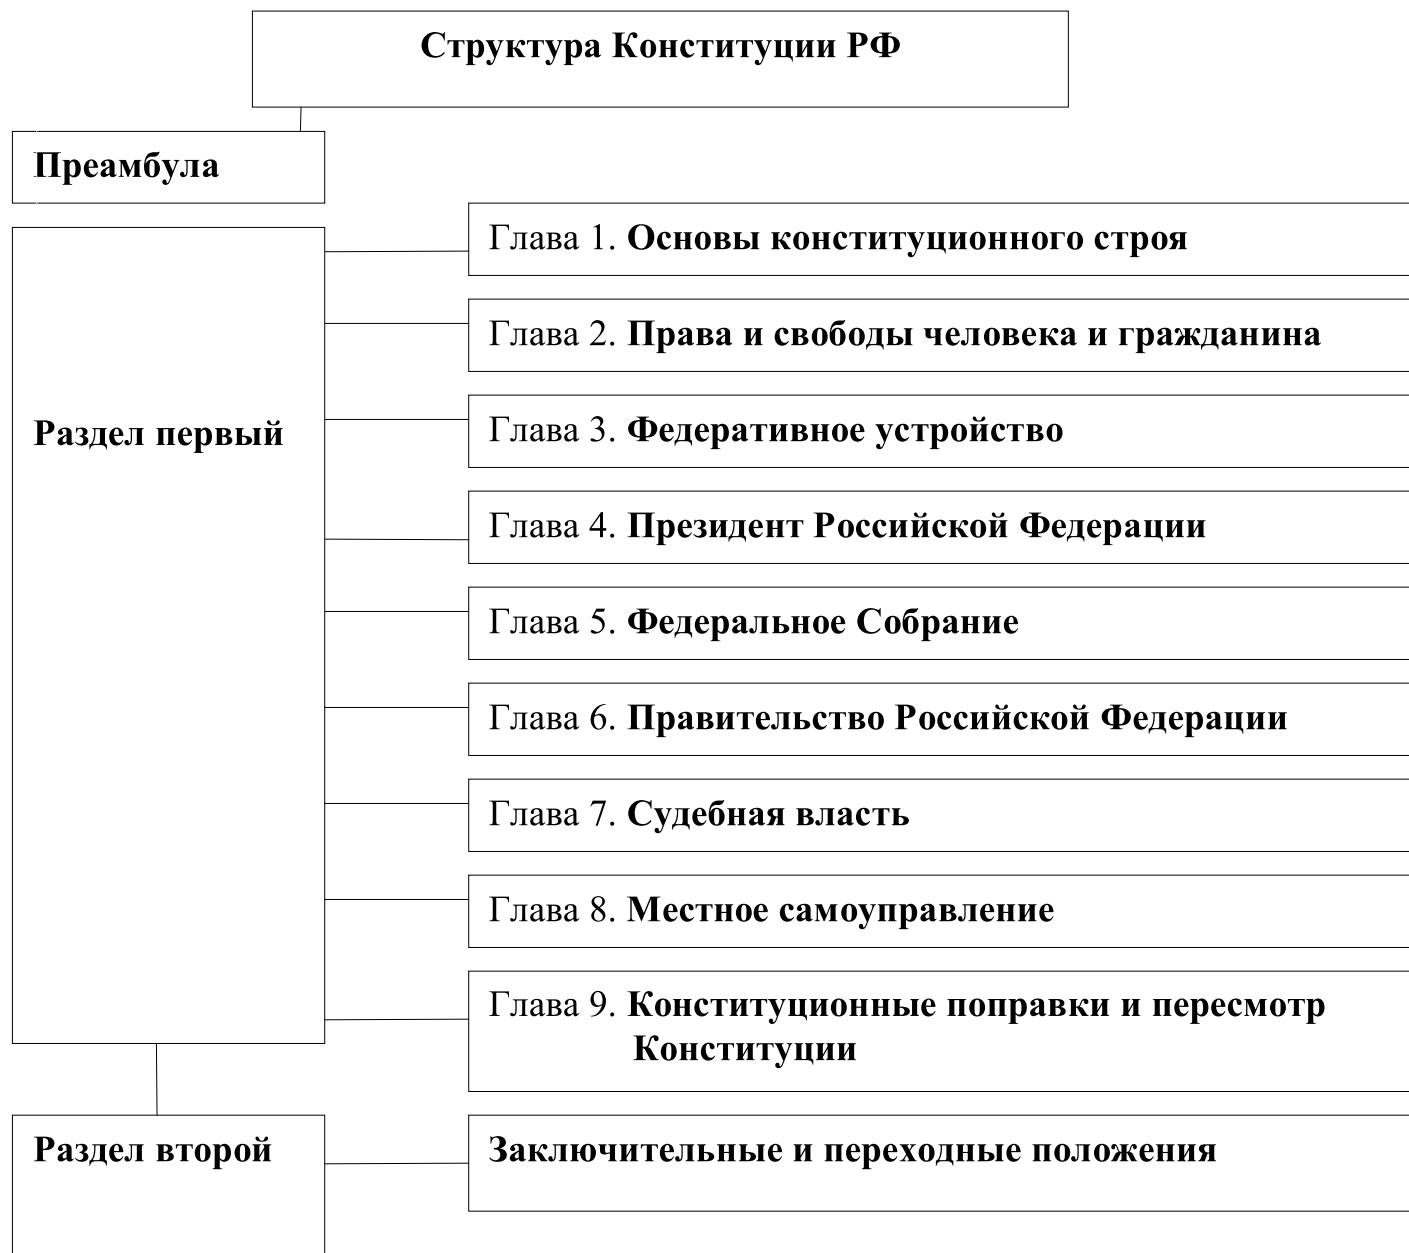 Структура Конституции РФ
Преамбула
Раздел первый
Глава 1. Основы конституционного строя
Глава 2. Права и свободы человека и гражданина
Глава 3. Федеративное устройство
Глава 4. Президент Российской Федерации
Глава 5. Федеральное Собрание
Глава 6. Правительство Российской Федерации
Глава 7. Судебная власть
Глава 8. Местное самоуправление
Глава 9. Конституционные поправки и пересмотр
Конституции
Раздел второй
Заключительные и переходные положения